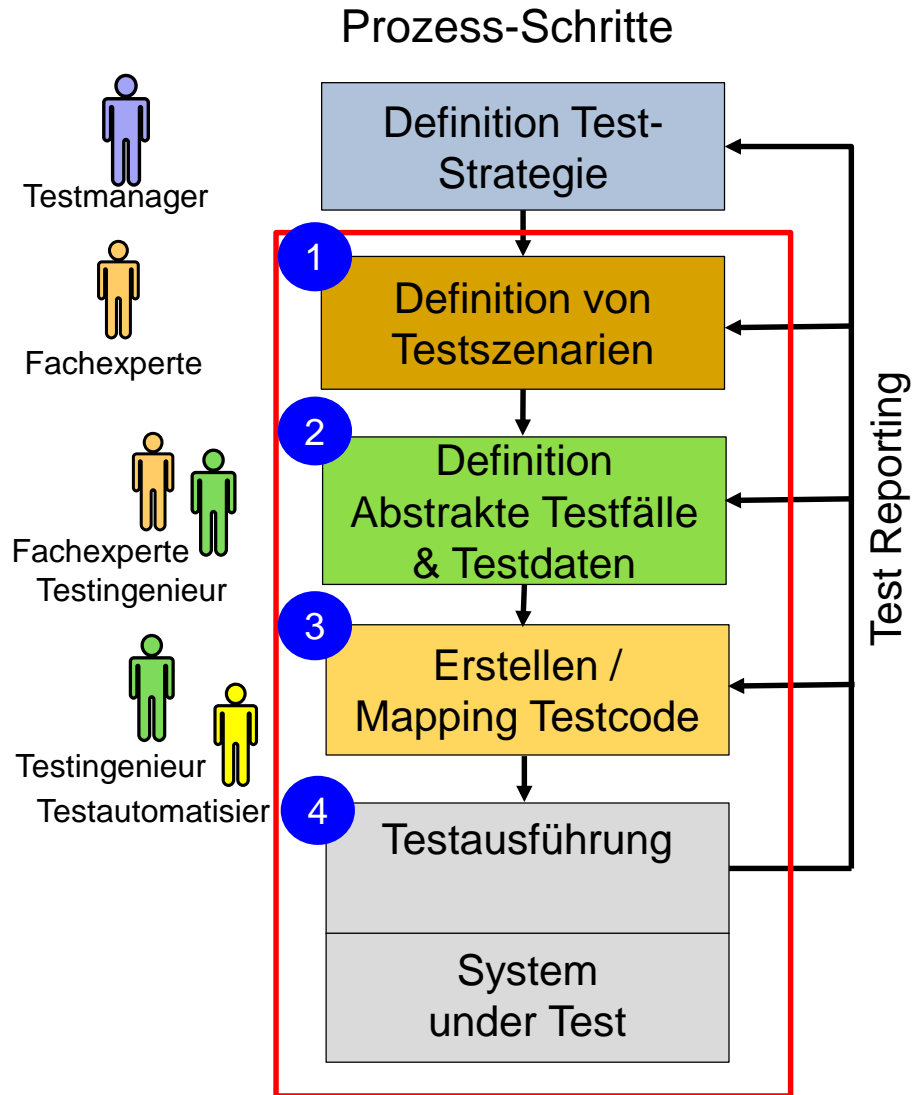 Prozess-Schritte
Testmanager
Definition Test-
Strategie
1
Fachexperte
Definition von
Testszenarien
2
Fachexperte
Testingenieur
Definition
Abstrakte Testfälle
& Testdaten
3
Testingenieur
Testautomatisier
Erstellen /
Mapping Testcode
4
Testausführung
System
under Test
Test Reporting